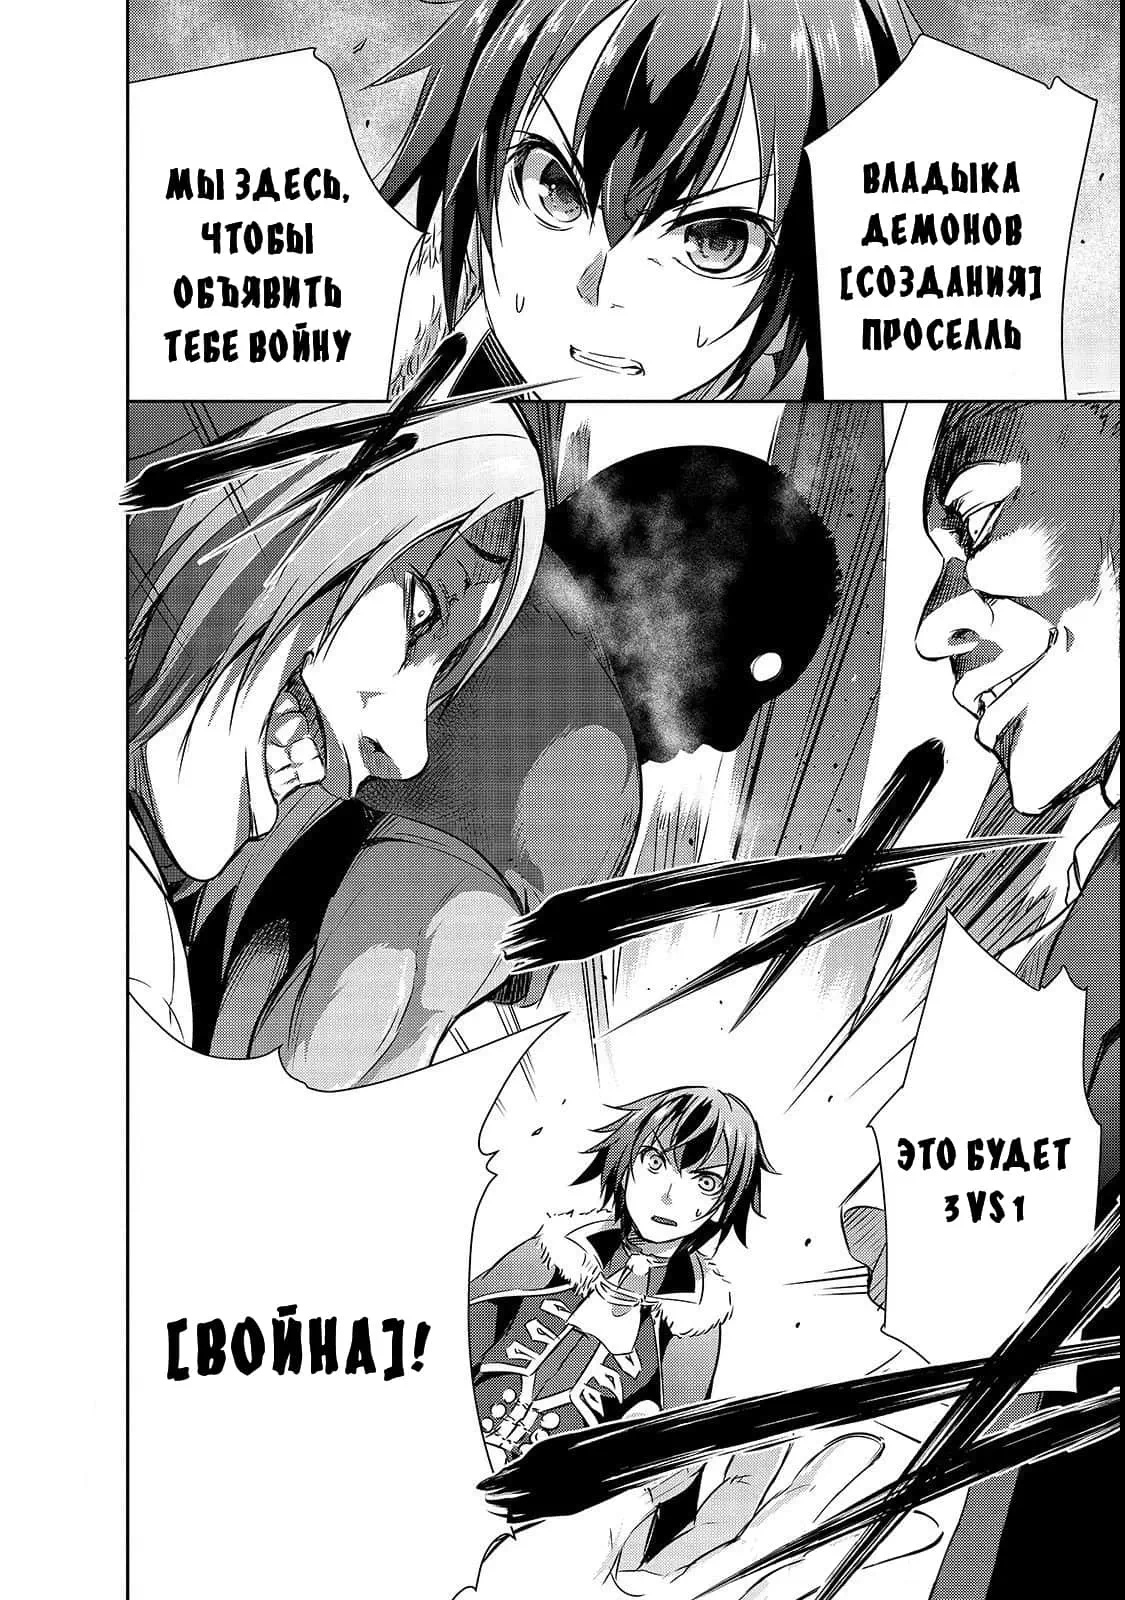 ВЛАДЫКА
ДЕМОНОВ
[СОЗДАНИЯ]
ПРОСЕЛЛЬ
МЫ ЗДЕСЬ,
ЧТОБЫ
ОБЪЯВИТЬ
ТЕБЕ ВОЙНУ
ЭТО БУДЕТ
3 VS 1
[ВОЙНА]!